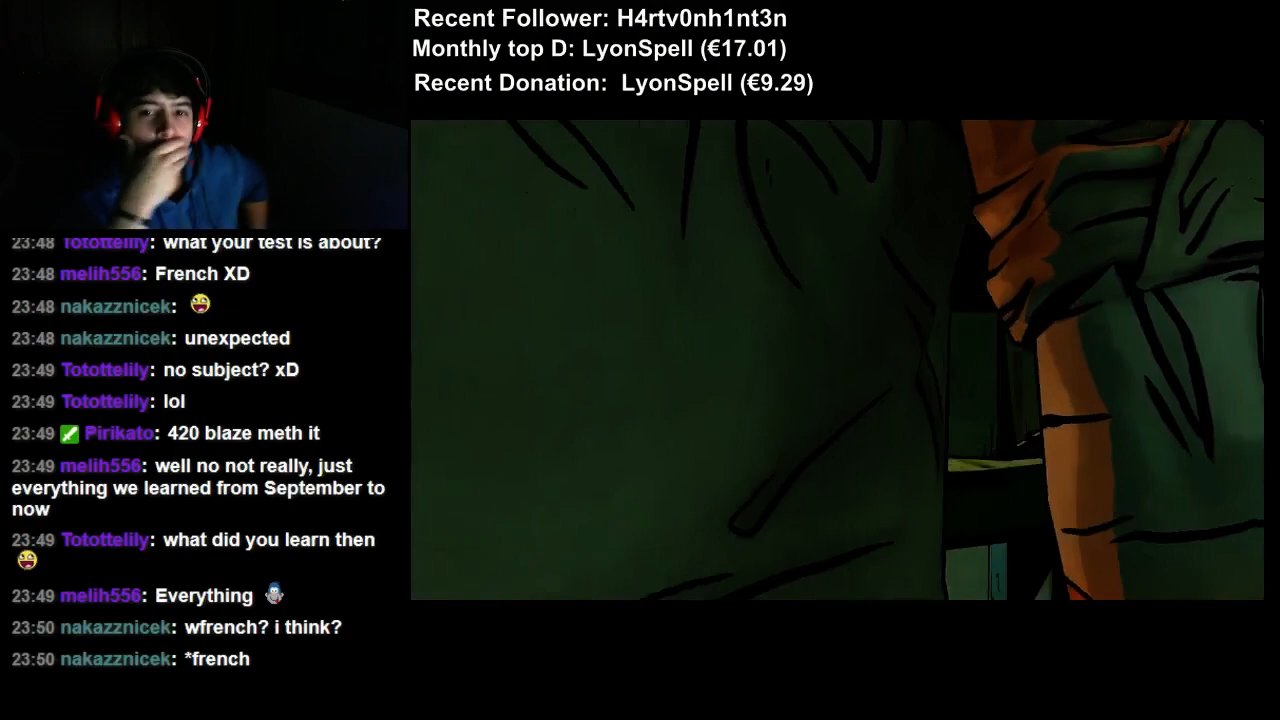 Recent Follower: H4rtv0nh1nt3n
Monthly top D: LyonSpell (€17.01)
Recent Donation: LyonSpell (€9.29)
23:48 Totottelily: what your test is about?
23:48 melih556: French XD
23:48 nakazznicek:
23:48 nakazznicek: unexpected
23:49 Totottelily: no subject? xD
23:49 Totottelily: lol
23:49 Pirikato: 420 blaze meth it
23:49 melih556: well no not really, just
everything we learned from September to
now
23:49 Totottelily: what did you learn then
23:49 melih556: Everything
23:50 nakazznicek: wfrench? i think?
23:50 nakazznicek: *french